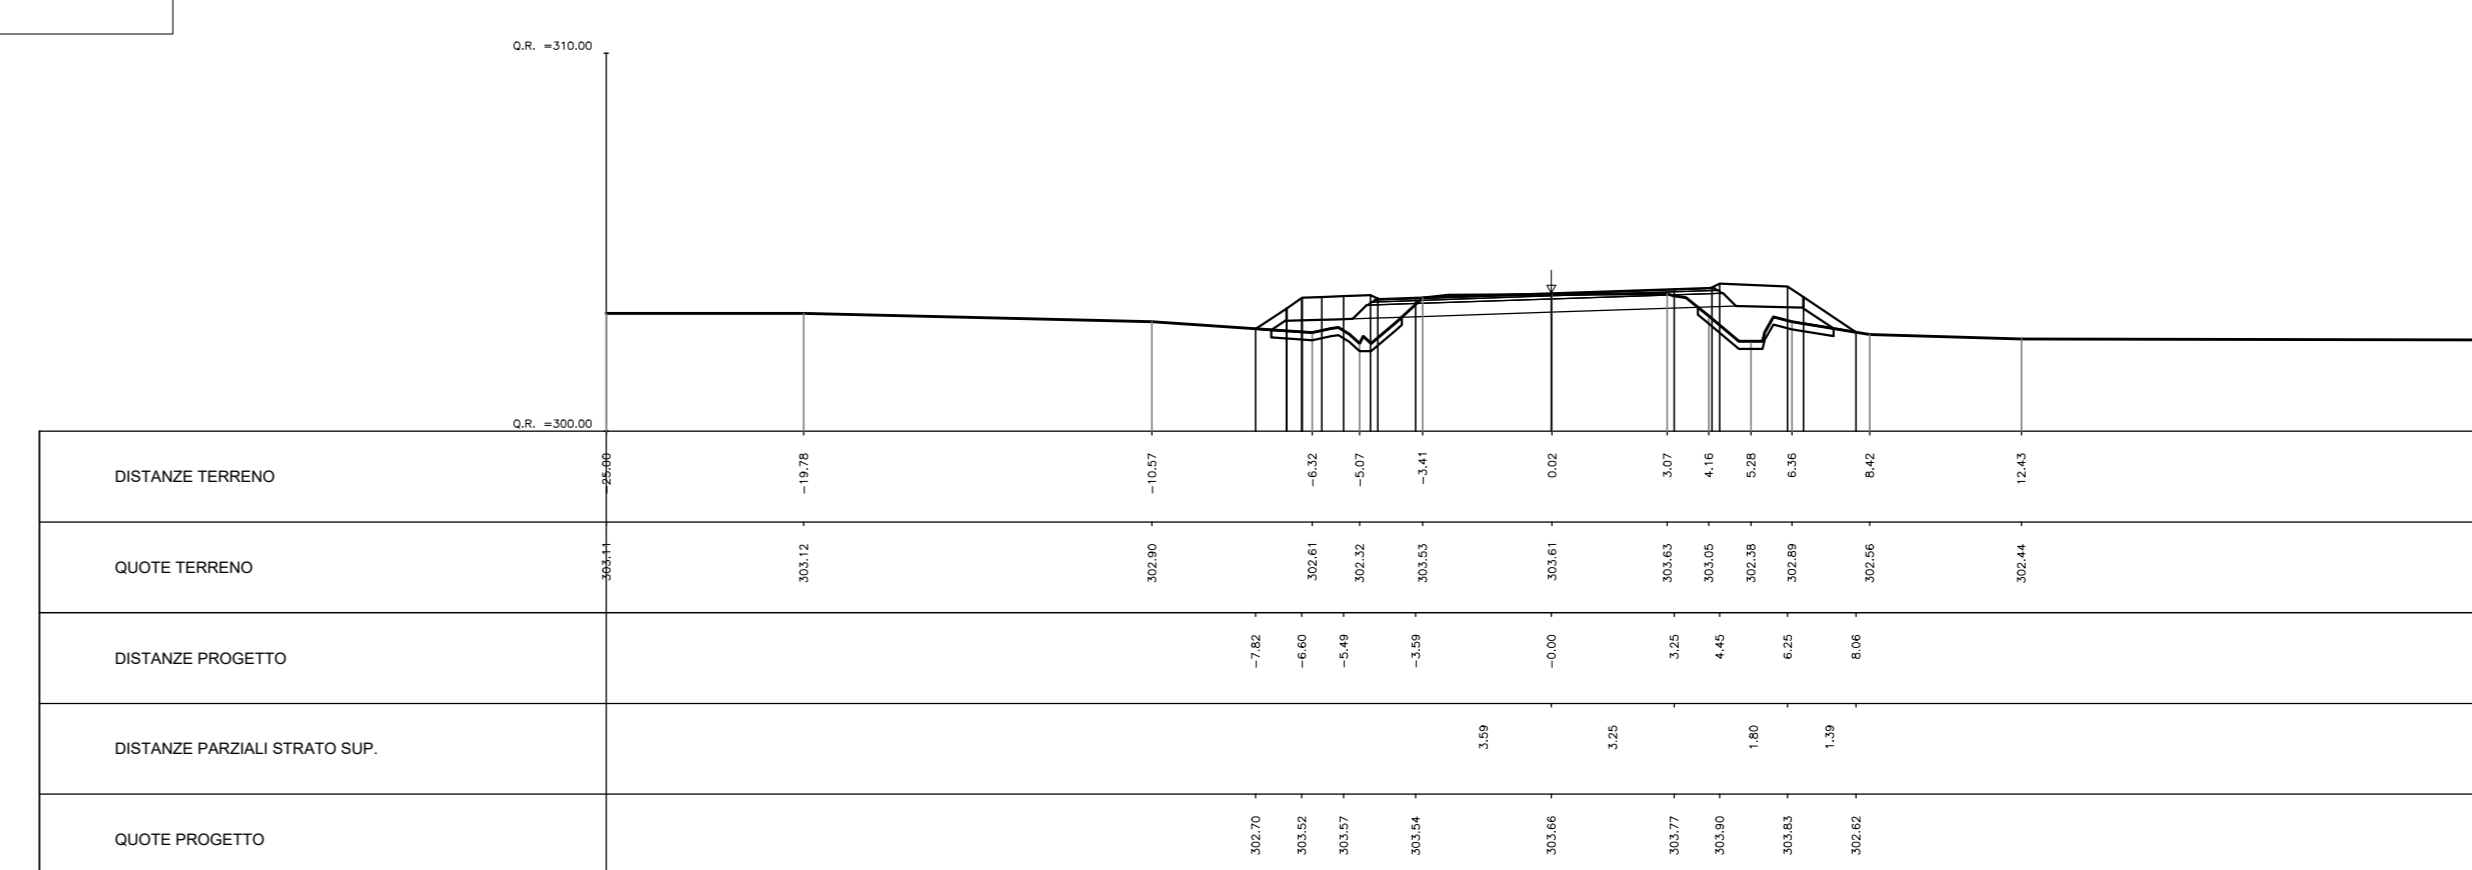 Q.R. =310.00
Q.R. =300.00
DISTANZE TERRENO -25.00 -19.78 -10.57 -6.32 -5.07 -3.41 0.02 3.07 4.16 5.28 6.36 8.42 12.43
QUOTE TERRENO 303.11 303.12 302.90 302.61 302.32 303.53 303.61 303.63 303.05 302.38 302.89 302.56 302.44
DISTANZE PROGETTO -7.82 -6.60 -5.49 -3.59 -0.00 3.25 4.45 6.25 8.06
DISTANZE PARZIALI STRATO SUP. 3.59 3.25 1.80 1.39
QUOTE PROGETTO 302.70 303.52 303.57 303.54 303.66 303.77 303.90 303.83 302.62